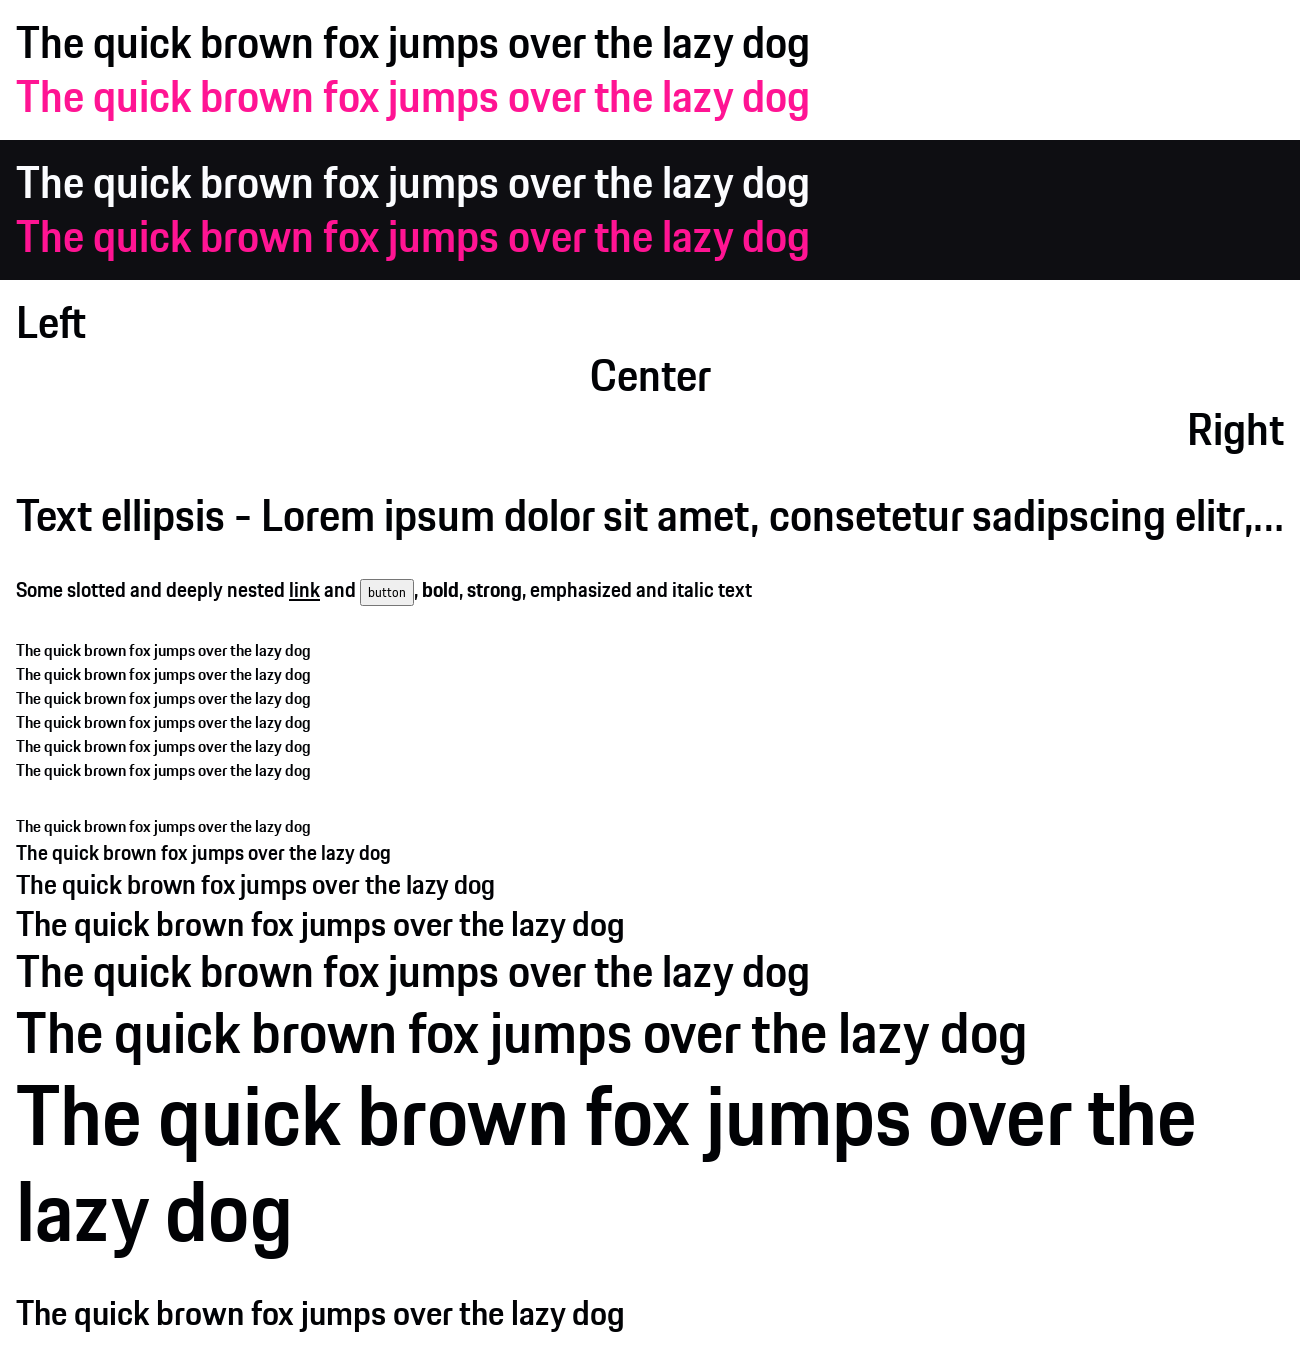 The quick brown fox jumps over the lazy dog
The quick brown fox jumps over the lazy dog
The quick brown fox jumps over the lazy dog
The quick brown fox jumps over the lazy dog
Left
Center
Right
Text ellipsis - Lorem ipsum dolor sit amet, consetetur sadipscing elitr,...
Some slotted and deeply nested link and button, bold, strong, emphasized and italic text
The quick brown fox jumps over the lazy dog
The quick brown fox jumps over the lazy dog
The quick brown fox jumps over the lazy dog
The quick brown fox jumps over the lazy dog
The quick brown fox jumps over the lazy dog
The quick brown fox jumps over the lazy dog
The quick brown fox jumps over the lazy dog
The quick brown fox jumps over the lazy dog
The quick brown fox jumps over the lazy dog
The quick brown fox jumps over the lazy dog
The quick brown fox jumps over the lazy dog
The quick brown fox jumps over the lazy dog
The quick brown fox jumps over the
lazy dog
The quick brown fox jumps over the lazy dog